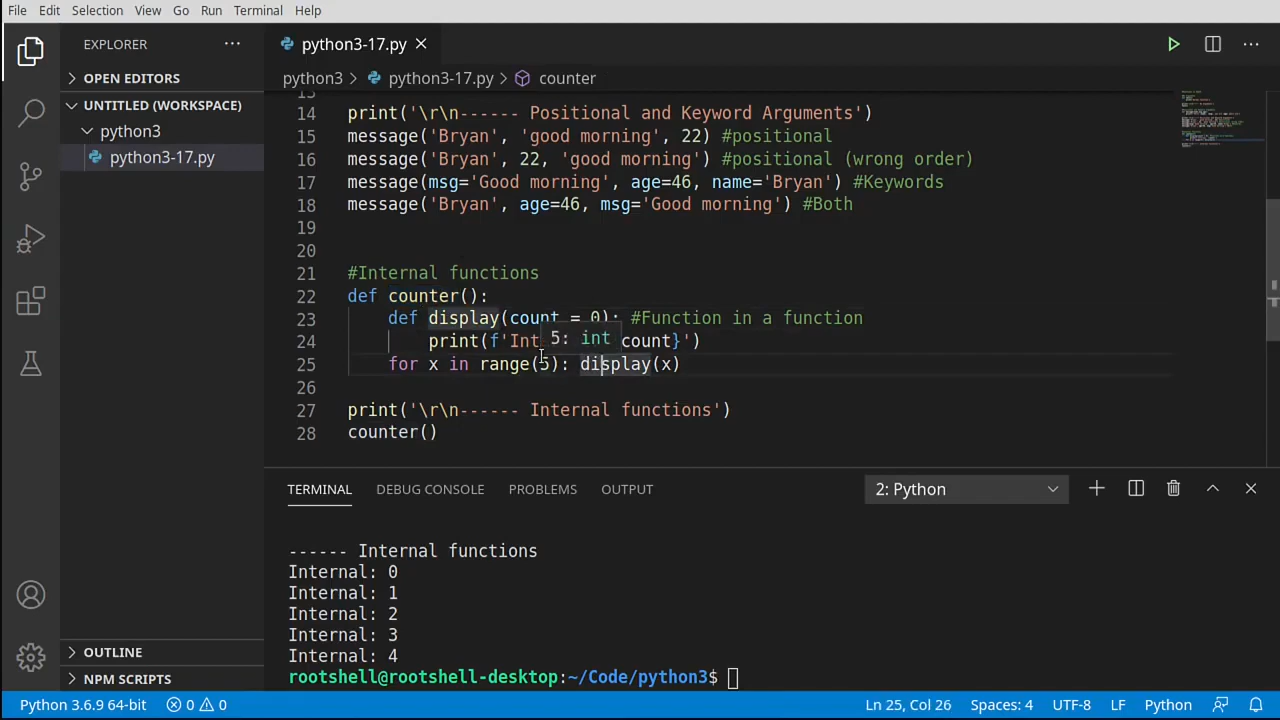 File Edit Selection View Go Run Terminal Help
EXPLORER
OPEN EDITORS
UNTITLED (WORKSPACE)
python3
python3-17.py
OUTLINE
NPM SCRIPTS
python3-17.py
python3 > python3-17.py > counter
13
14 print('\r\n------ Positional and Keyword Arguments')
15 message('Bryan', 'good morning', 22) #positional
16 message('Bryan', 22, 'good morning') #positional (wrong order)
17 message(msg='Good morning', age=46, name='Bryan') #Keywords
18 message('Bryan', age=46, msg='Good morning') #Both
19
20
21 #Internal functions
22 def counter():
23 def display(count = 0): #Function in a function
24 print(f'Int count}')
5: int
25 for x in range(5): display(x)
26
27 print('\r\n------ Internal functions')
28 counter()
TERMINAL DEBUG CONSOLE PROBLEMS OUTPUT 2: Python
------ Internal functions
Internal: 0
Internal: 1
Internal: 2
Internal: 3
Internal: 4
rootshell@rootshell-desktop:~/Code/python3$
Python 3.6.9 64-bit 0 0 Ln 25, Col 26 Spaces: 4 UTF-8 LF Python